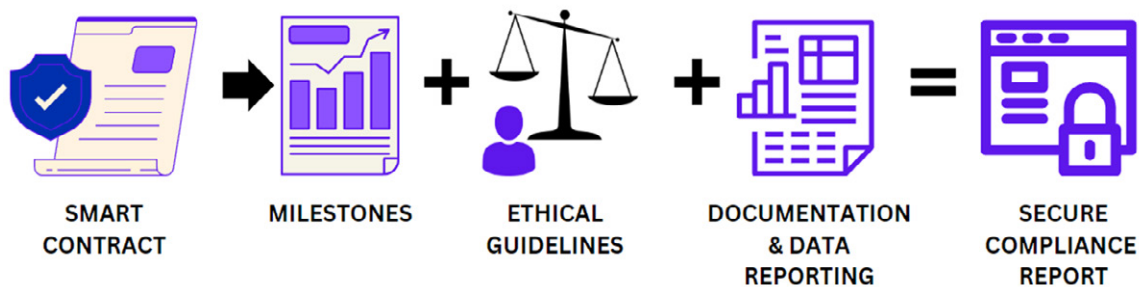 SMART
CONTRACT
MILESTONES
ETHICAL
GUIDELINES
DOCUMENTATION
& DATA
REPORTING
SECURE
COMPLIANCE
REPORT